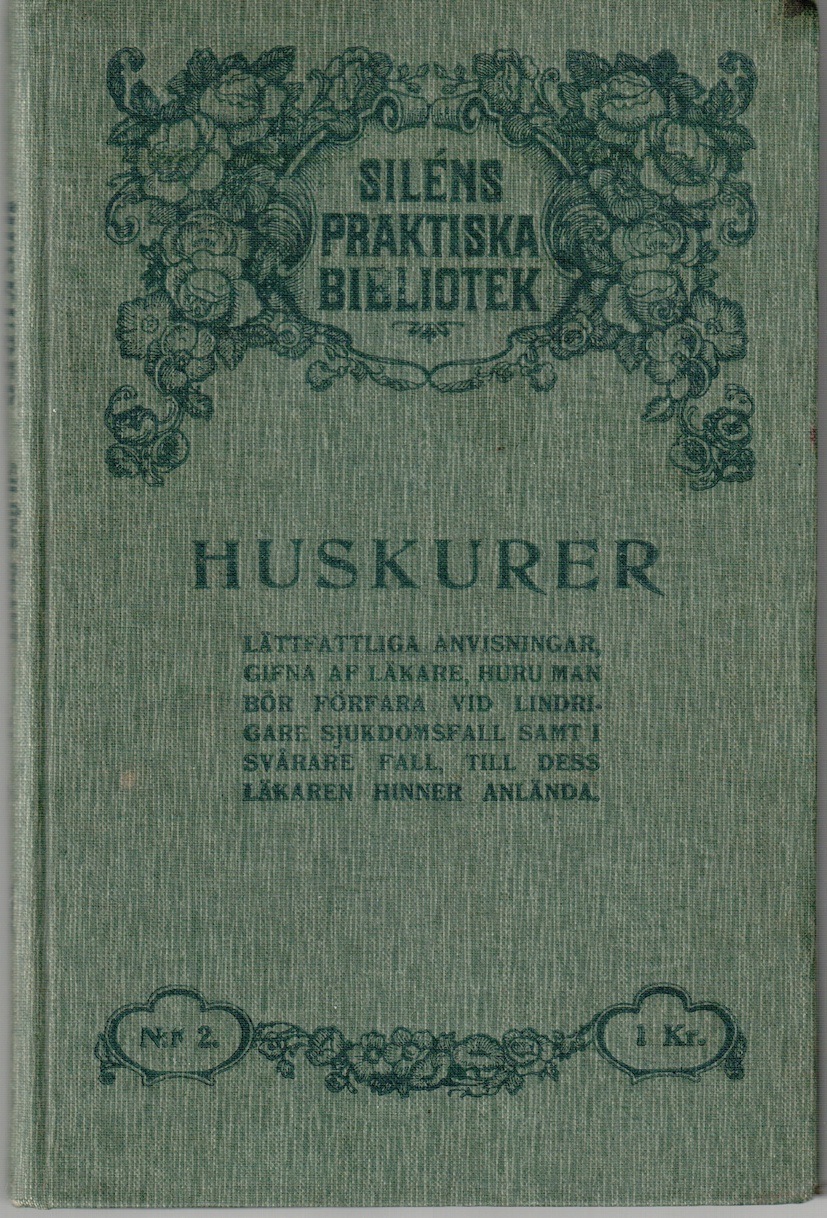 SILÉNS
PRAKTISKA
BIBLIOTEK
HUSKURER
LÄTTFATTLIGA ANVISNINGAR,
GIFNA AF LÄKARE, HURU MAN
BÖR FÖRFARA VID LINDRI-
GARE SJUKDOMSFALL SAMT I
SVÅRARE FALL, TILL DESS
LÄKAREN HINNER ANLÄNDA.
N:r 2.
1 Kr.